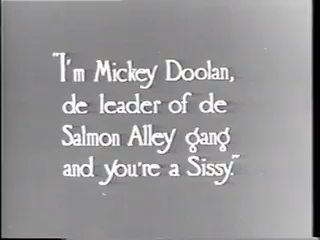 "I'm Mickey Doolan,
de leader of de
Salmon Alley gang
and you're a Sissy."